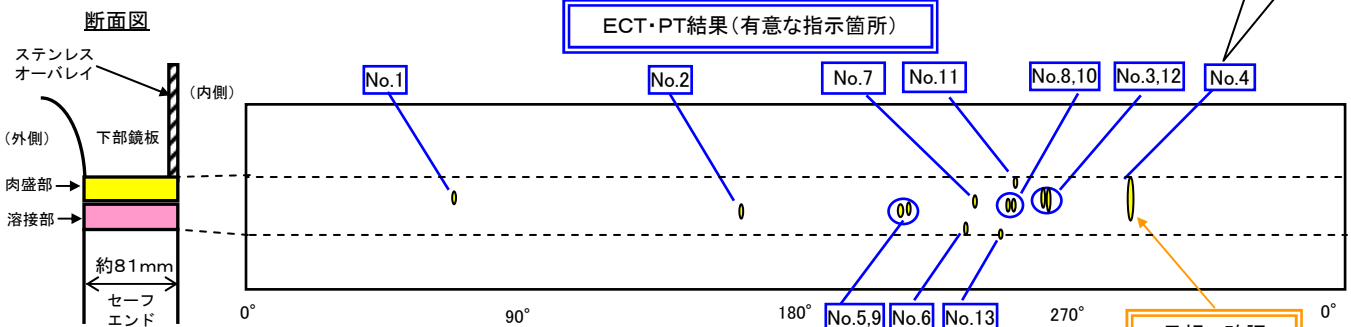 断面図
ECT・PT結果(有意な指示箇所)
ステンレス
オーバレイ
(内側)
(外側)
下部鏡板
肉盛部
溶接部
約81mm
セーフ
エンド
No.1
No.2
No.7
No.11
No.8,10
No.3,12
No.4
No.5,9
No.6
No.13
0°
90°
180°
270°
0°